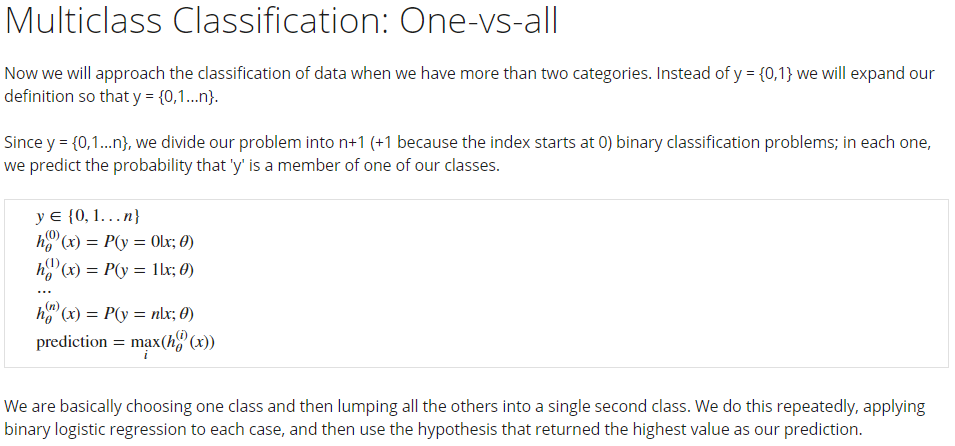 Multiclass Classification: One-vs-all
Now we will approach the classification of data when we have more than two categories. Instead of y = {0,1} we will expand our
definition so that y = {0,1...n}.
Since y = {0,1...n}, we divide our problem into n+1 (+1 because the index starts at 0) binary classification problems; in each one,
we predict the probability that 'y' is a member of one of our classes.
y ∈ {0, 1...n}
h_θ^(0)(x) = P(y = 0|x; θ)
h_θ^(1)(x) = P(y = 1|x; θ)
...
h_θ^(n)(x) = P(y = n|x; θ)
prediction = max_i(h_θ^(i)(x))
We are basically choosing one class and then lumping all the others into a single second class. We do this repeatedly, applying
binary logistic regression to each case, and then use the hypothesis that returned the highest value as our prediction.